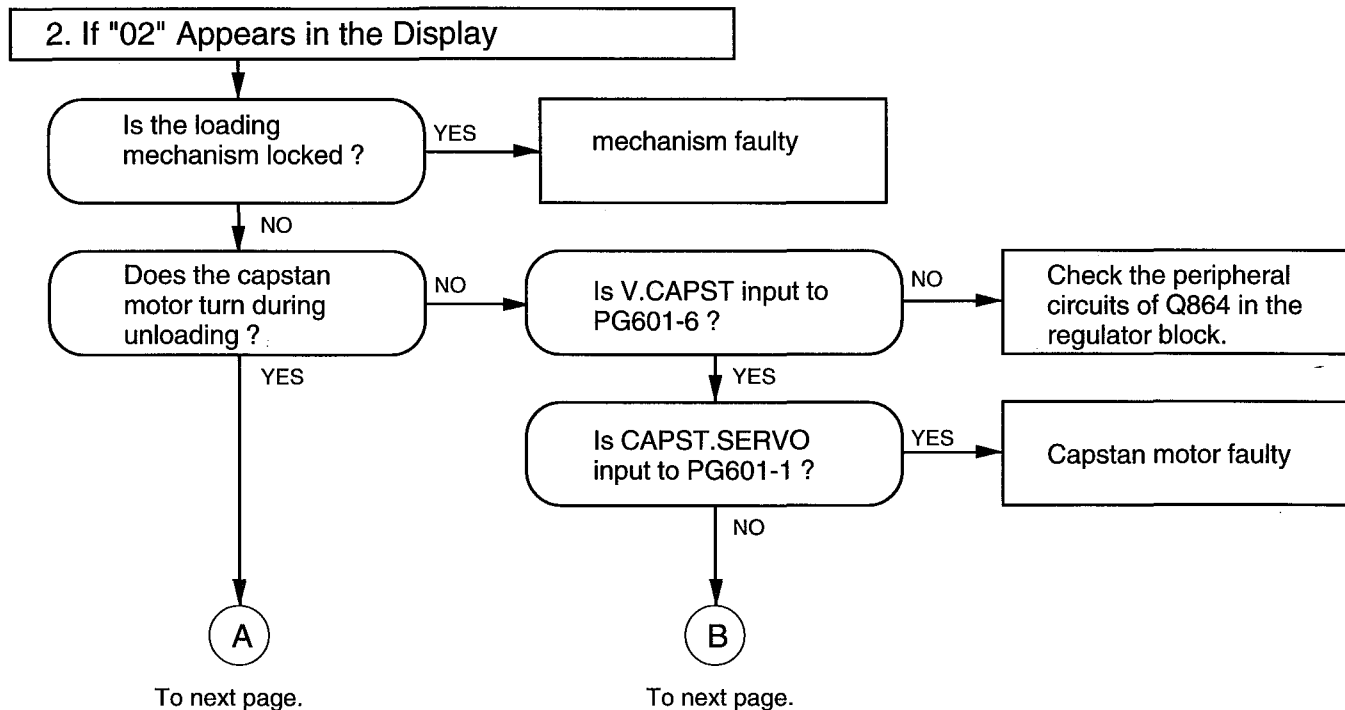 2. If "02" Appears in the Display
Is the loading
mechanism locked ?
YES
mechanism faulty
NO
Does the capstan
motor turn during
unloading ?
NO
Is V.CAPST input to
PG601-6 ?
NO
Check the peripheral
circuits of Q864 in the
regulator block.
YES
YES
Is CAPST.SERVO
input to PG601-1 ?
YES
Capstan motor faulty
NO
A
B
To next page.
To next page.